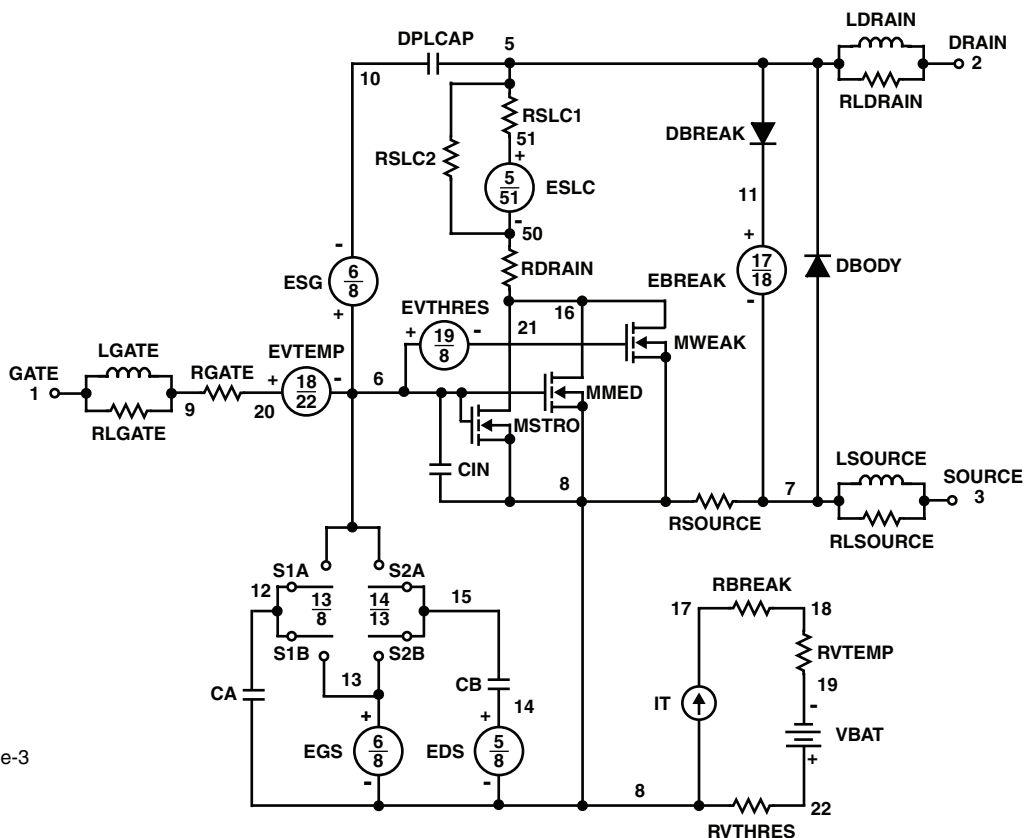 LDRAIN
DPLCAP
5
DRAIN
2
10
RLDRAIN
RSLC1
51
DBREAK
RSLC2
+
5
51
ESLC
11
-
50
-
+
RDRAIN
17
18
DBODY
6
8
ESG
EBREAK
EVTHRES
16
-
+
+
19
8
-
21
MWEAK
LGATE
EVTEMP
GATE
1
RGATE
+
18
22
-
6
MMED
9
20
RLGATE
MSTRO
CIN
LSOURCE
8
7
SOURCE
3
RSOURCE
RLSOURCE
S1A
S2A
RBREAK
12
13
8
14
13
15
17
18
S1B
S2B
RVTEMP
13
CB
19
CA
14
IT
-
+
+
VBAT
EGS
6
8
EDS
5
8
e-3
+
-
-
8
22
RVTHRES